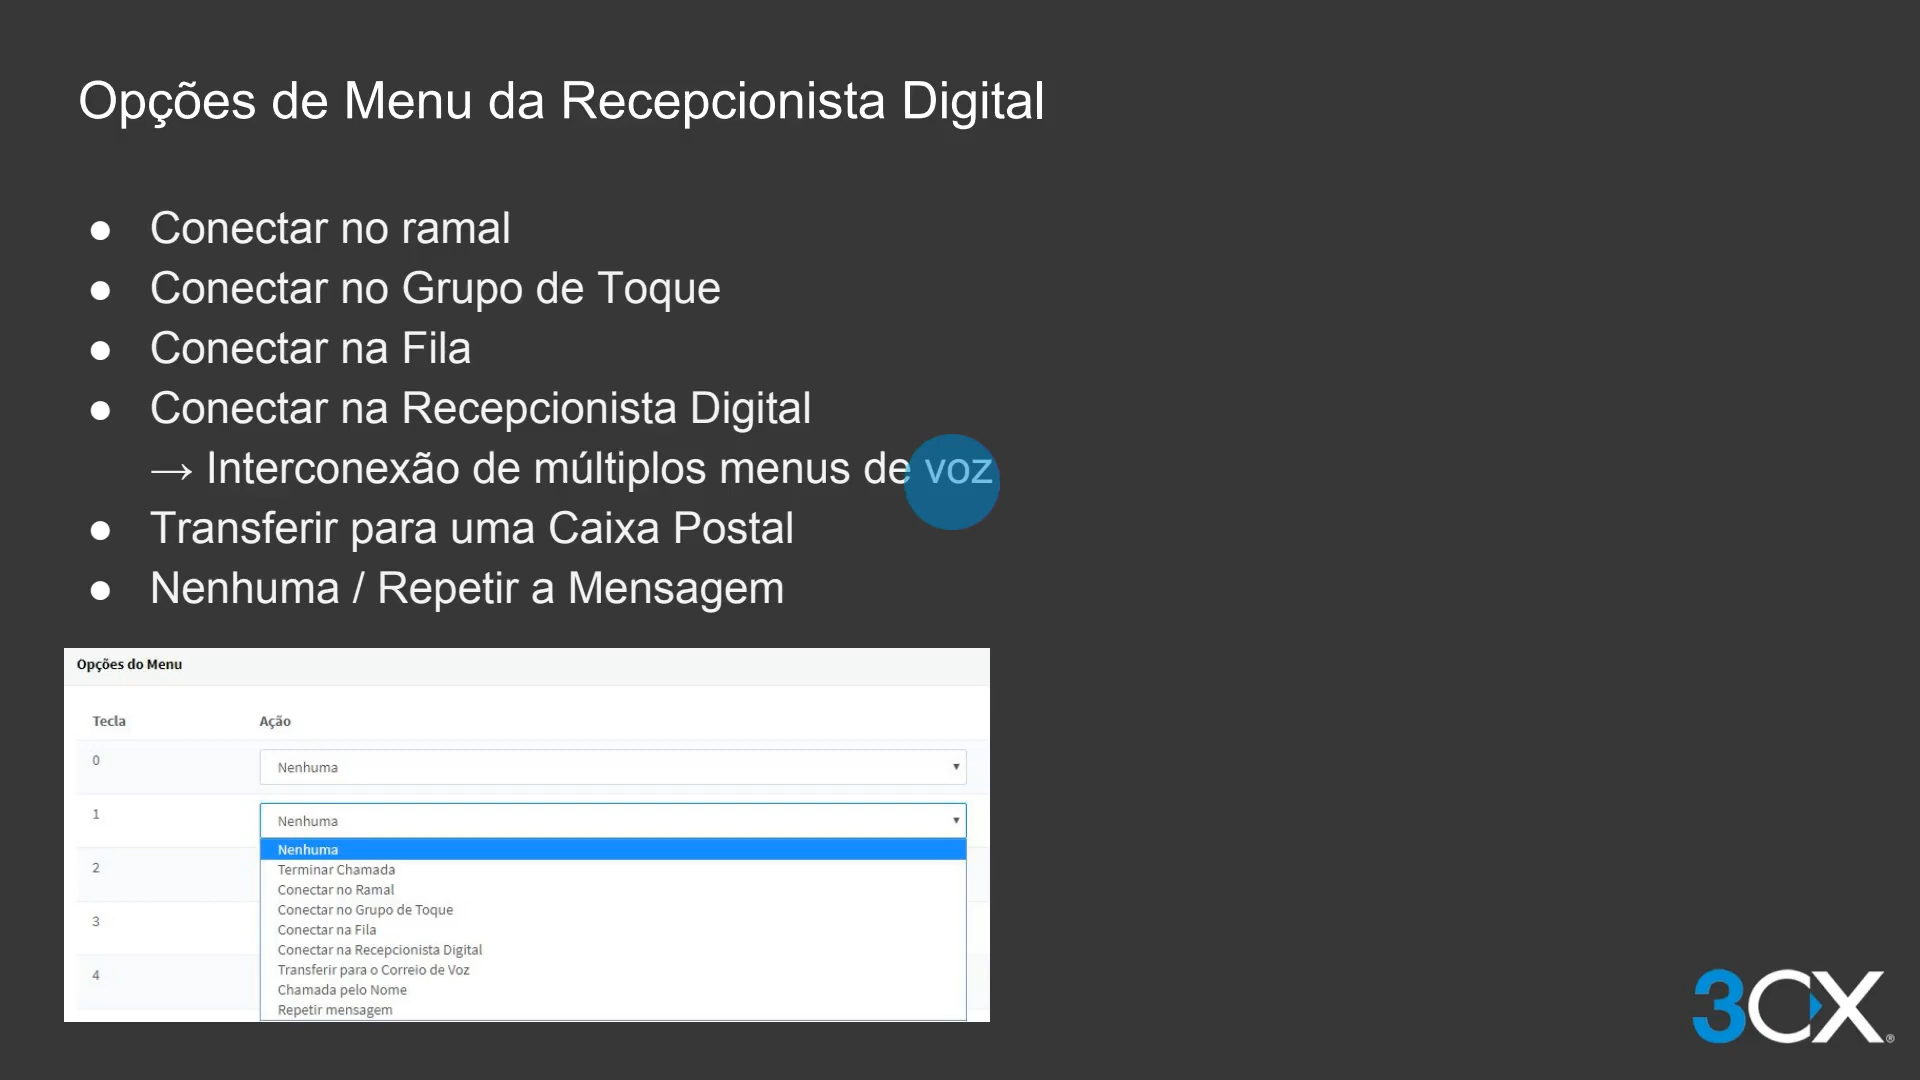 Opções de Menu da Recepcionista Digital
● Conectar no ramal
● Conectar no Grupo de Toque
● Conectar na Fila
● Conectar na Recepcionista Digital
→ Interconexão de múltiplos menus de voz
● Transferir para uma Caixa Postal
● Nenhuma / Repetir a Mensagem
Opções do Menu
Tecla Ação
0 Nenhuma
1 Nenhuma
Nenhuma
2 Terminar Chamada
Conectar no Ramal
Conectar no Grupo de Toque
3 Conectar na Fila
Conectar na Recepcionista Digital
4 Transferir para o Correio de Voz
Chamada pelo Nome
Repetir mensagem
3CX®